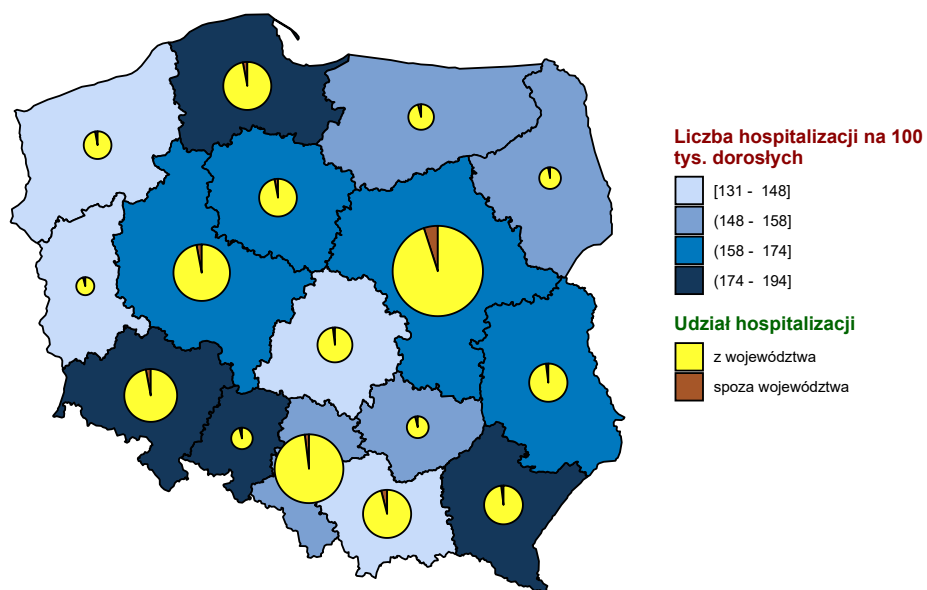 Liczba hospitalizacji na 100
tys. dorosłych
[131 - 148]
(148 - 158]
(158 - 174]
(174 - 194]
Udział hospitalizacji
z województwa
spoza województwa